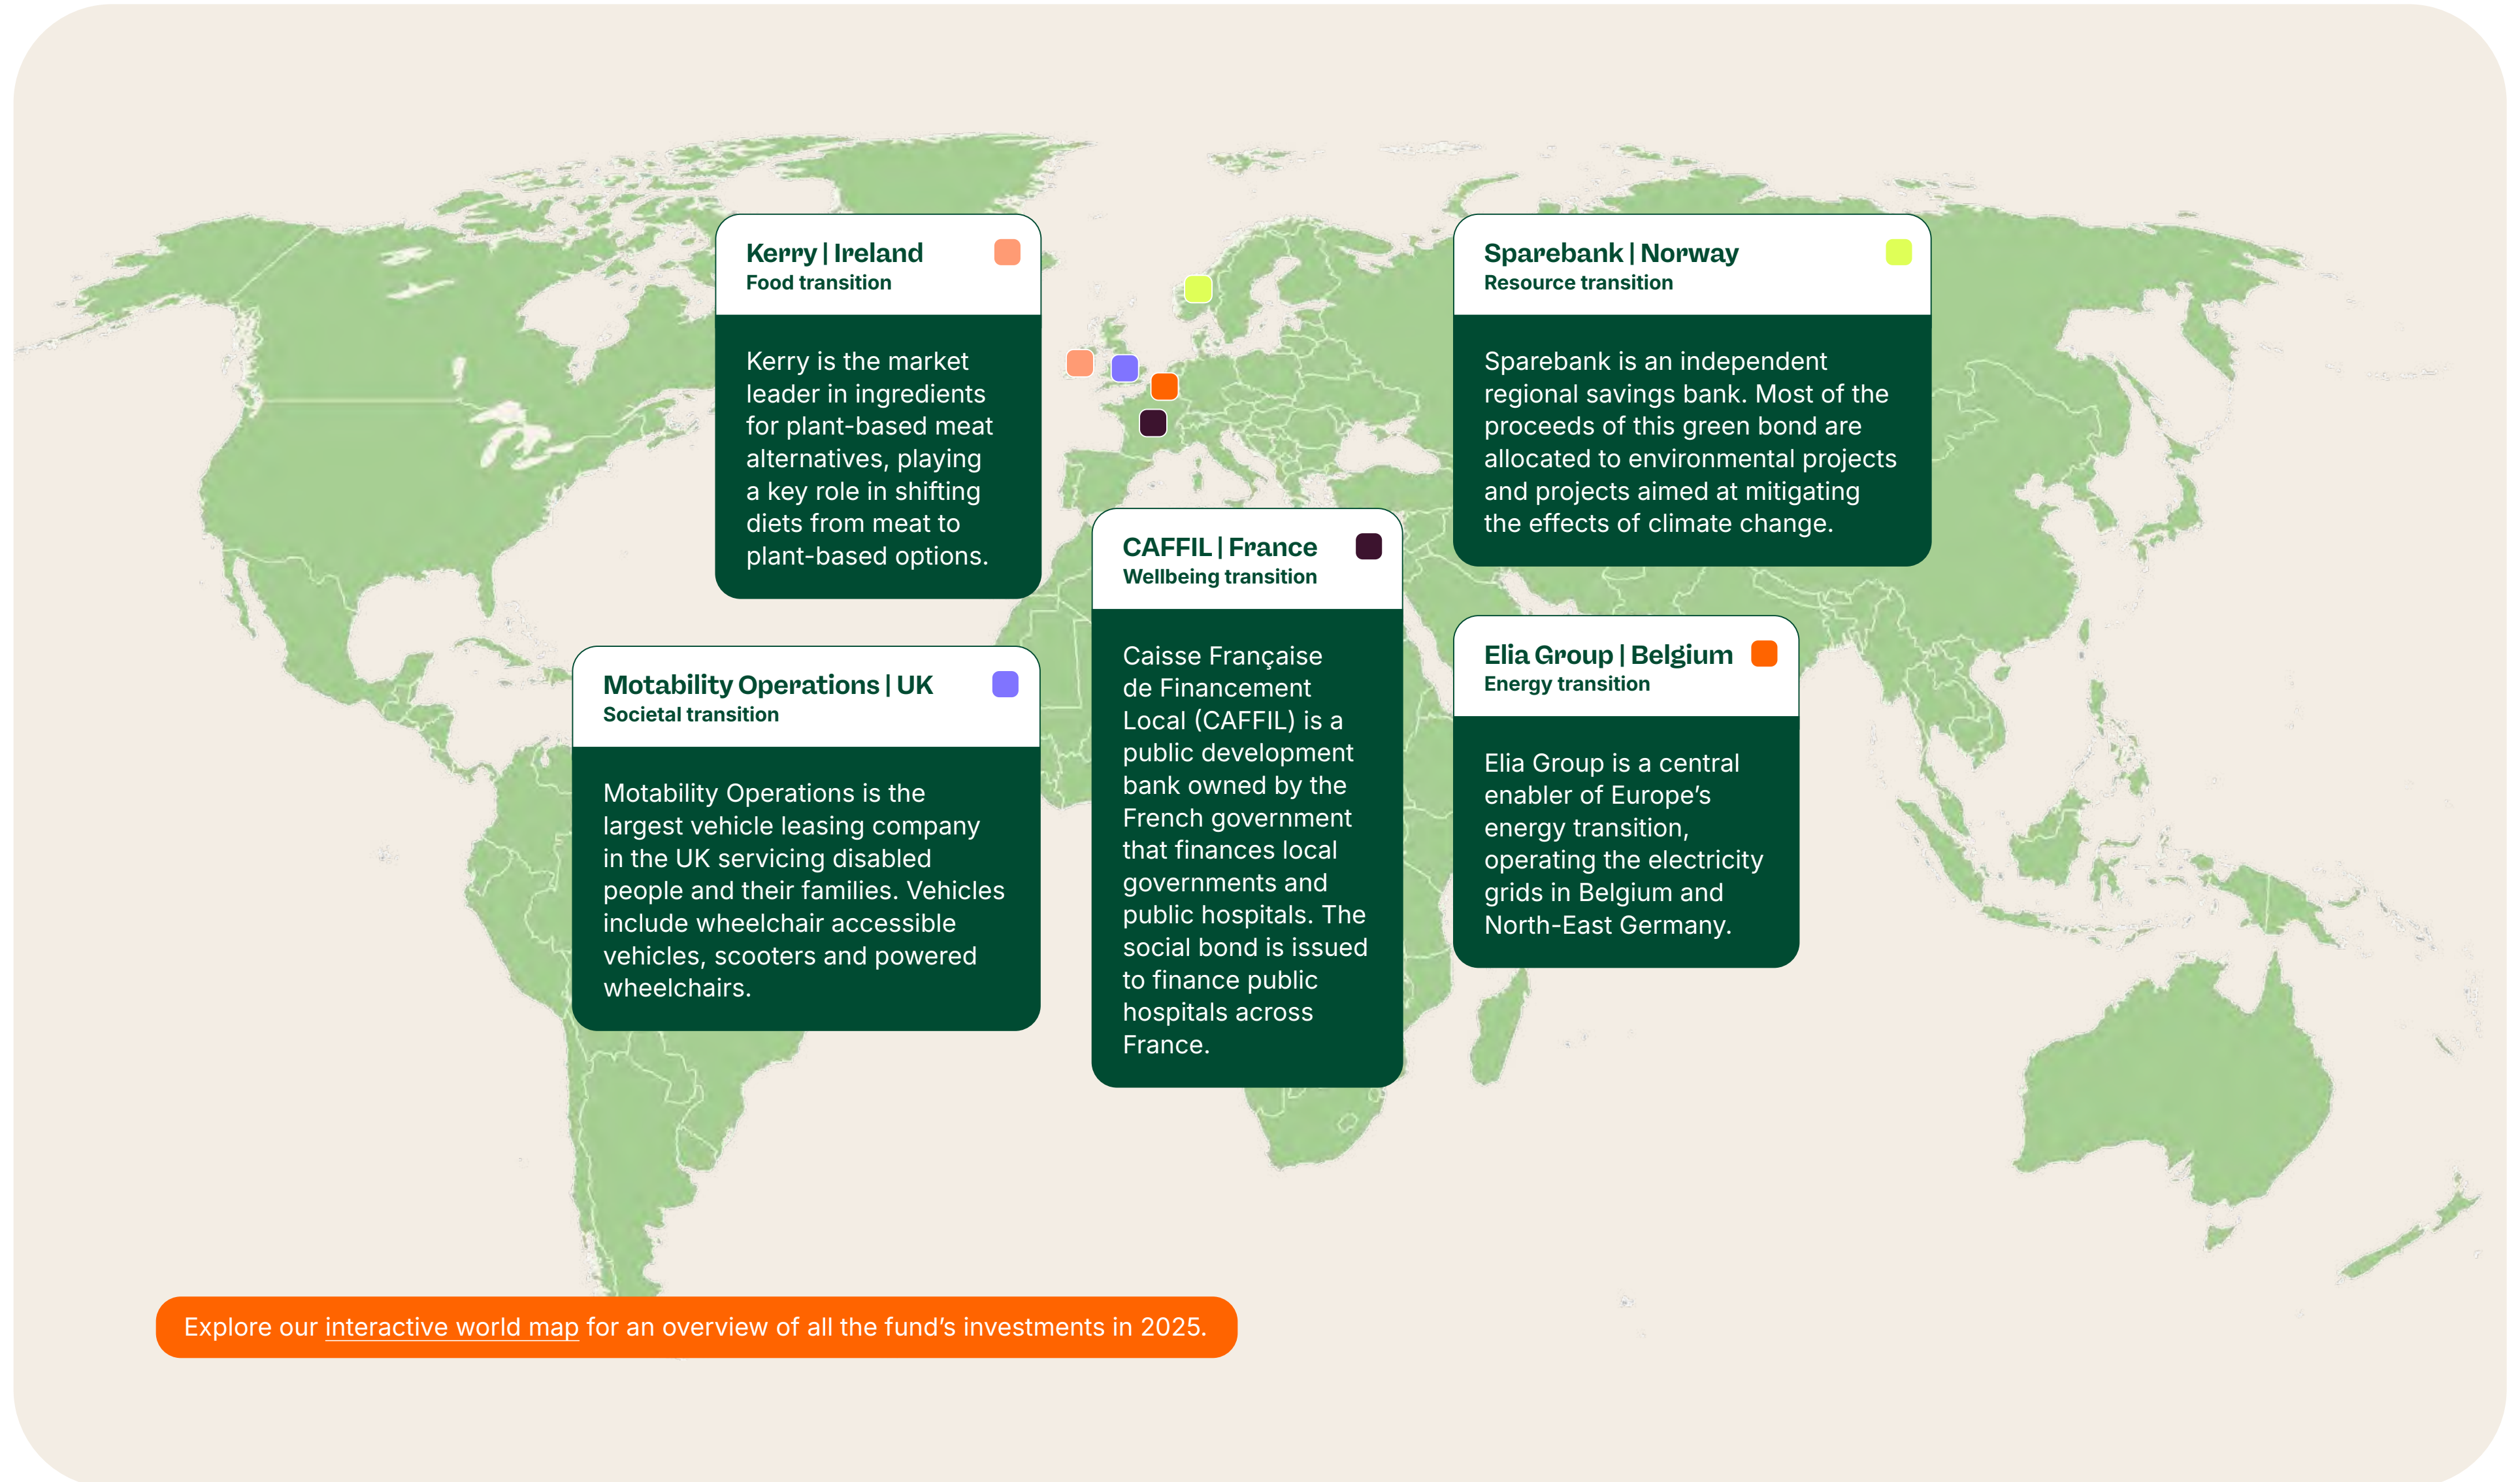 Kerry | Ireland
Food transition
Kerry is the market
leader in ingredients
for plant-based meat
alternatives, playing
a key role in shifting
diets from meat to
plant-based options.
Sparebank | Norway
Resource transition
Sparebank is an independent
regional savings bank. Most of the
proceeds of this green bond are
allocated to environmental projects
and projects aimed at mitigating
the effects of climate change.
CAFFIL | France
Wellbeing transition
Caisse Française
de Financement
Local (CAFFIL) is a
public development
bank owned by the
French government
that finances local
governments and
public hospitals. The
social bond is issued
to finance public
hospitals across
France.
Motability Operations | UK
Societal transition
Motability Operations is the
largest vehicle leasing company
in the UK servicing disabled
people and their families. Vehicles
include wheelchair accessible
vehicles, scooters and powered
wheelchairs.
Elia Group | Belgium
Energy transition
Elia Group is a central
enabler of Europe’s
energy transition,
operating the electricity
grids in Belgium and
North-East Germany.
Explore our interactive world map for an overview of all the fund’s investments in 2025.